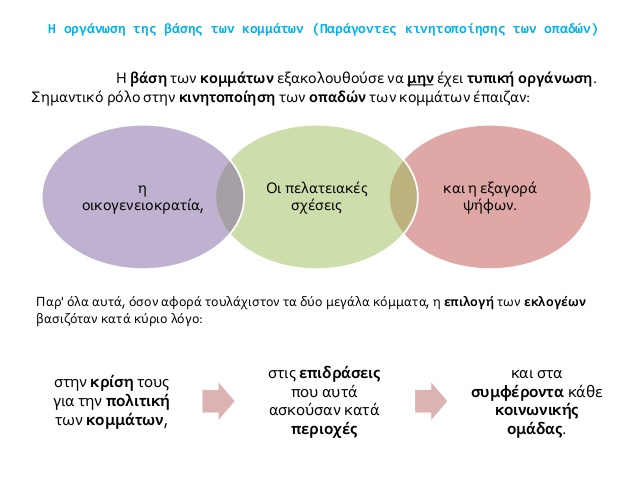 Η οργάνωση της βάσης των κομμάτων (Παράγοντες κινητοποίησης των οπαδών)
Η βάση των κομμάτων εξακολουθούσε να μην έχει τυπική οργάνωση.
Σημαντικό ρόλο στην κινητοποίηση των οπαδών των κομμάτων έπαιζαν:
η
οικογενειοκρατία,
Οι πελατειακές
σχέσεις
και η εξαγορά
ψήφων.
Παρ' όλα αυτά, όσον αφορά τουλάχιστον τα δύο μεγάλα κόμματα, η επιλογή των εκλογέων
βασιζόταν κατά κύριο λόγο:
στην κρίση τους
για την πολιτική
των κομμάτων,
στις επιδράσεις
που αυτά
ασκούσαν κατά
περιοχές
και στα
συμφέροντα κάθε
κοινωνικής
ομάδας.